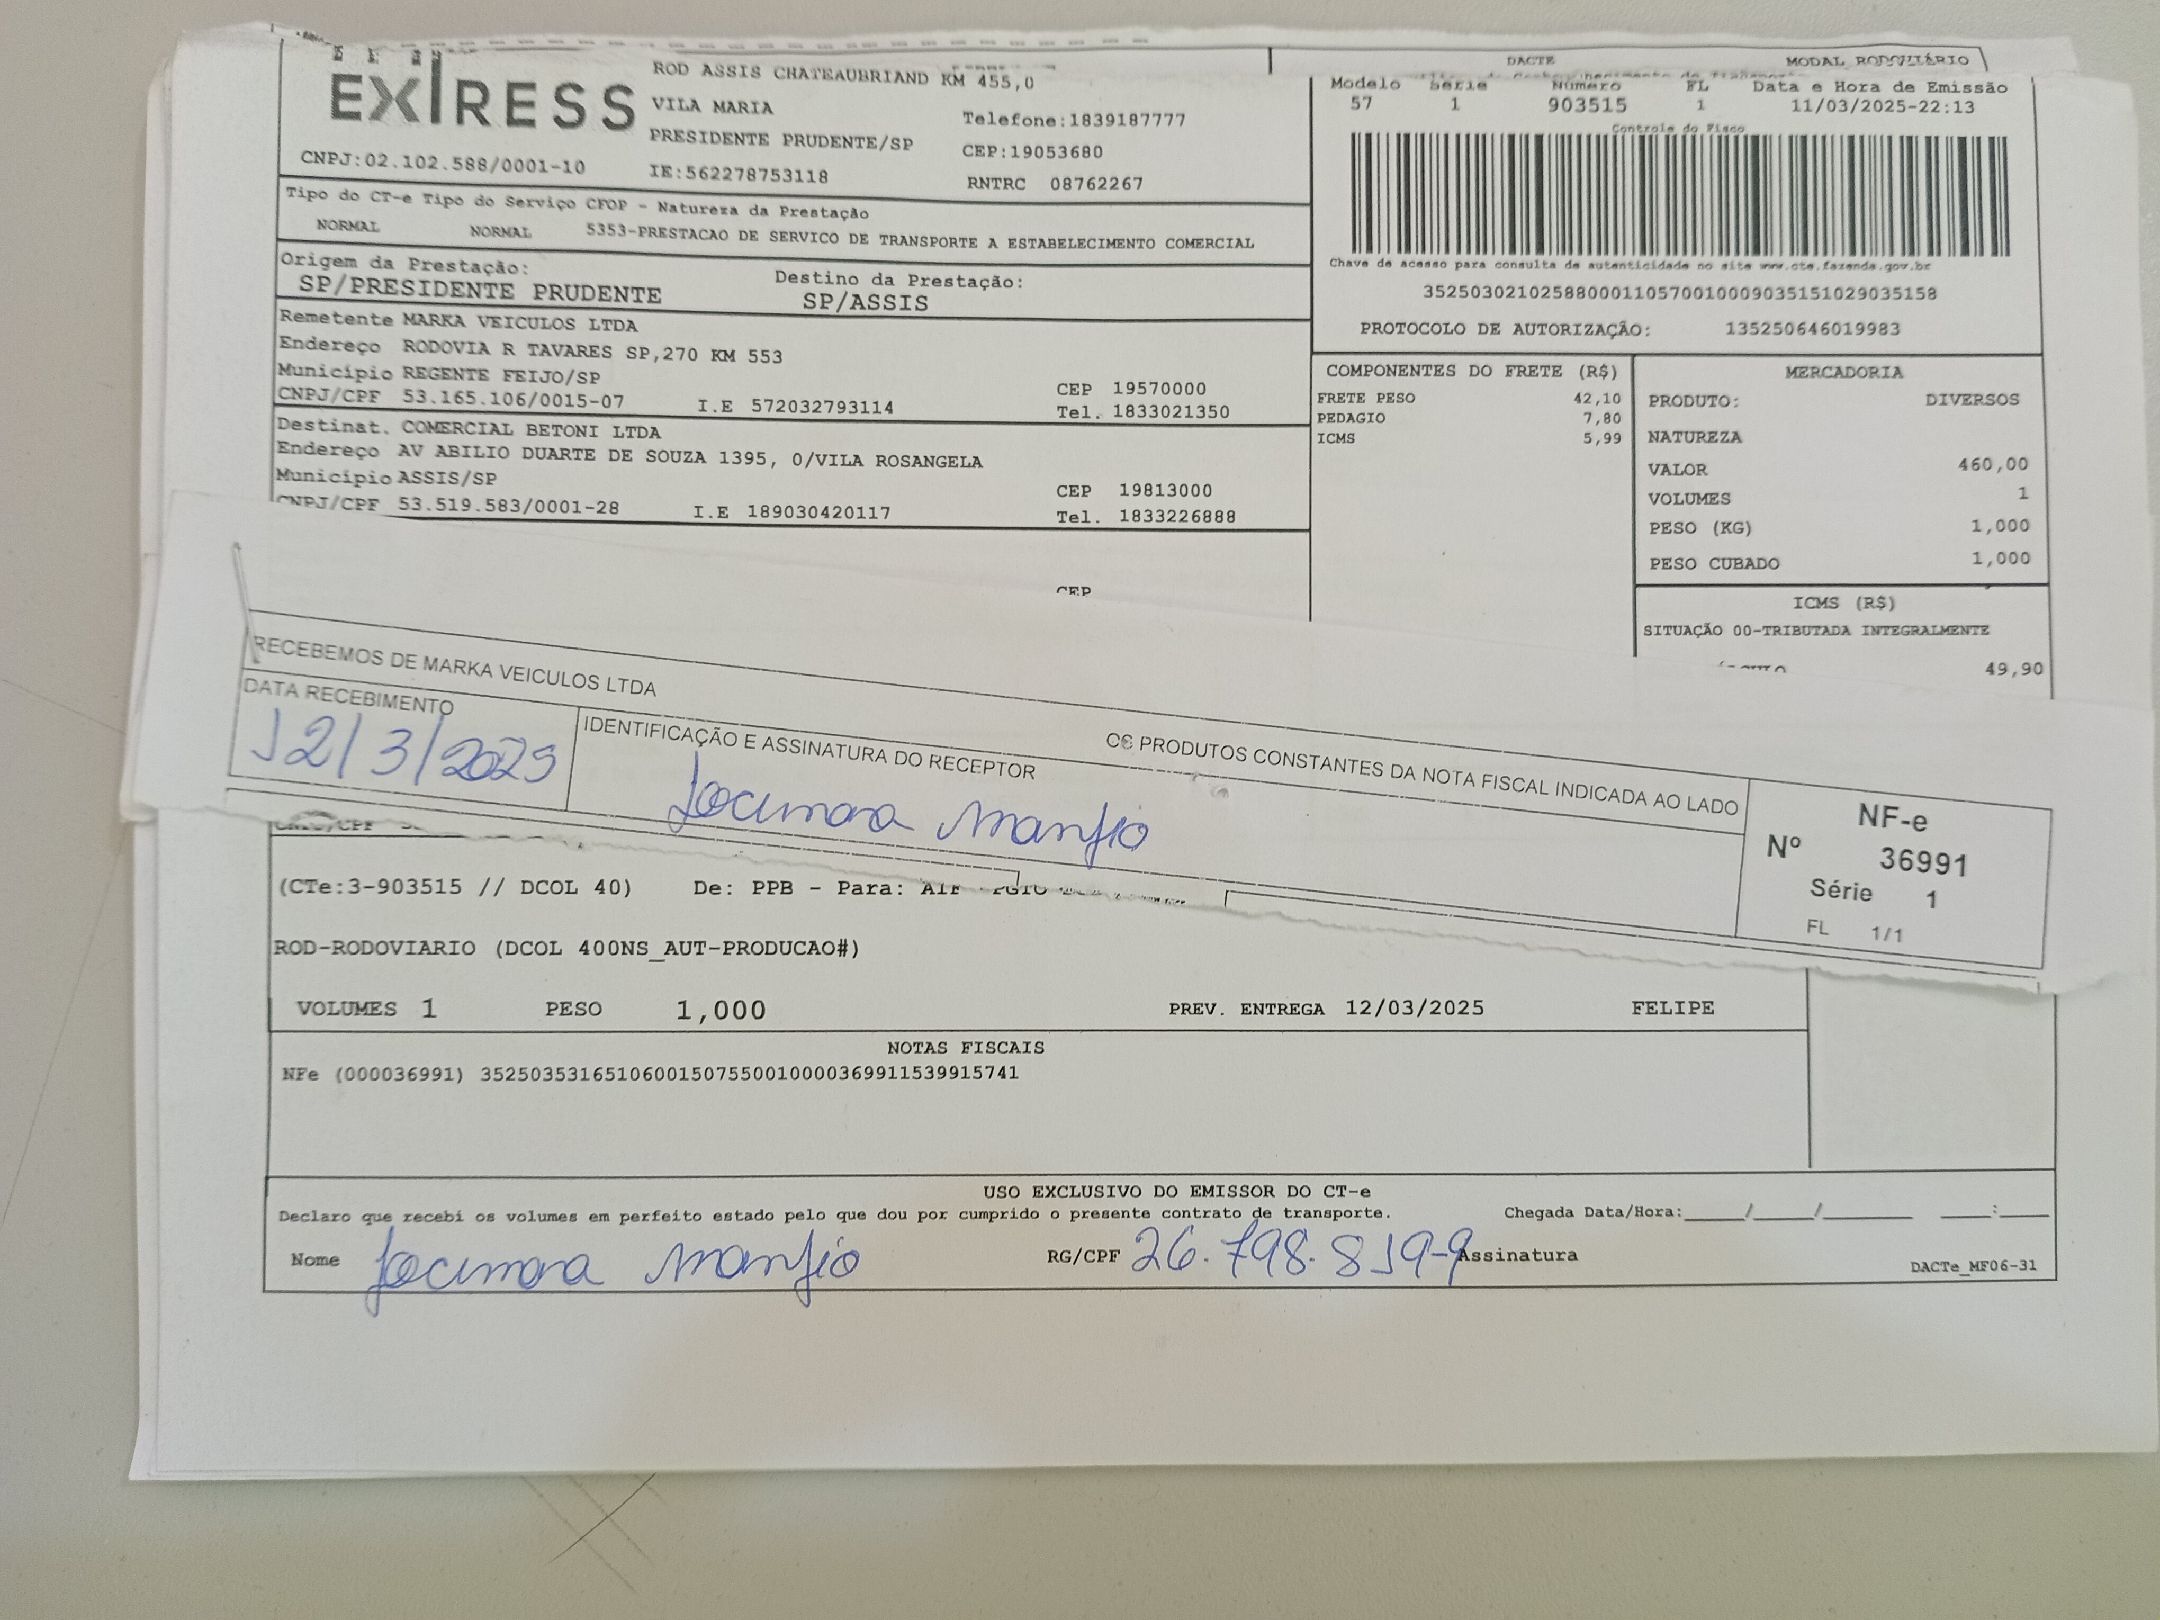 EXPRESS
ROD ASSIS CHATEAUBRIAND KM 455,0
VILA MARIA
Telefone:1839187777
PRESIDENTE PRUDENTE/SP
CEP:19053680
CNPJ:02.102.588/0001-10
IE:562278753118
RNTRC 08762267
DACTE
MODAL RODOVIÁRIO
Modelo Série Número FL Data e Hora de Emissão
57 1 903515 1 11/03/2025-22:13
Controle do Fisco
Chave de acesso para consulta de autenticidade no site www.cte.fazenda.gov.br
35250302102588000110570010009035151029035158
PROTOCOLO DE AUTORIZAÇÃO: 135250646019983
Tipo do CT-e Tipo do Serviço CFOP - Natureza da Prestação
NORMAL NORMAL 5353-PRESTACAO DE SERVICO DE TRANSPORTE A ESTABELECIMENTO COMERCIAL
Origem da Prestação: Destino da Prestação:
SP/PRESIDENTE PRUDENTE SP/ASSIS
Remetente MARKA VEICULOS LTDA
Endereço RODOVIA R TAVARES SP,270 KM 553
Município REGENTE FEIJO/SP CEP 19570000
CNPJ/CPF 53.165.106/0015-07 I.E 572032793114 Tel. 1833021350
Destinat. COMERCIAL BETONI LTDA
Endereço AV ABILIO DUARTE DE SOUZA 1395, 0/VILA ROSANGELA
Município ASSIS/SP CEP 19813000
CNPJ/CPF 53.519.583/0001-28 I.E 189030420117 Tel. 1833226888
CEP
COMPONENTES DO FRETE (R$)
FRETE PESO 42,10
PEDAGIO 7,80
ICMS 5,99
MERCADORIA
PRODUTO: DIVERSOS
NATUREZA
VALOR 460,00
VOLUMES 1
PESO (KG) 1,000
PESO CUBADO 1,000
ICMS (R$)
SITUAÇÃO 00-TRIBUTADA INTEGRALMENTE
49,90
RECEBEMOS DE MARKA VEICULOS LTDA
OS PRODUTOS CONSTANTES DA NOTA FISCAL INDICADA AO LADO
DATA RECEBIMENTO
12/3/2025
IDENTIFICAÇÃO E ASSINATURA DO RECEPTOR
Jocimara Manfio
NF-e
Nº 36991
Série 1
FL 1/1
CNPJ/CPF
(CTe:3-903515 // DCOL 40) De: PPB - Para:
ROD-RODOVIARIO (DCOL 400NS_AUT-PRODUCAO#)
VOLUMES 1 PESO 1,000 PREV. ENTREGA 12/03/2025 FELIPE
NOTAS FISCAIS
NFe (000036991) 35250353165106001507550010000369911539915741
USO EXCLUSIVO DO EMISSOR DO CT-e
Declaro que recebi os volumes em perfeito estado pelo que dou por cumprido o presente contrato de transporte. Chegada Data/Hora:____/____/______ ___:___
Nome Jocimara Manfio RG/CPF 26.798.819-9 Assinatura
DACTe_MF06-31